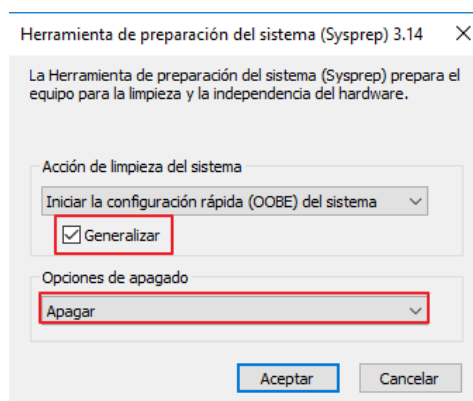 Herramienta de preparación del sistema (Sysprep) 3.14
La Herramienta de preparación del sistema (Sysprep) prepara el
equipo para la limpieza y la independencia del hardware.
Acción de limpieza del sistema
Iniciar la configuración rápida (OOBE) del sistema
Generalizar
Opciones de apagado
Apagar
Aceptar
Cancelar